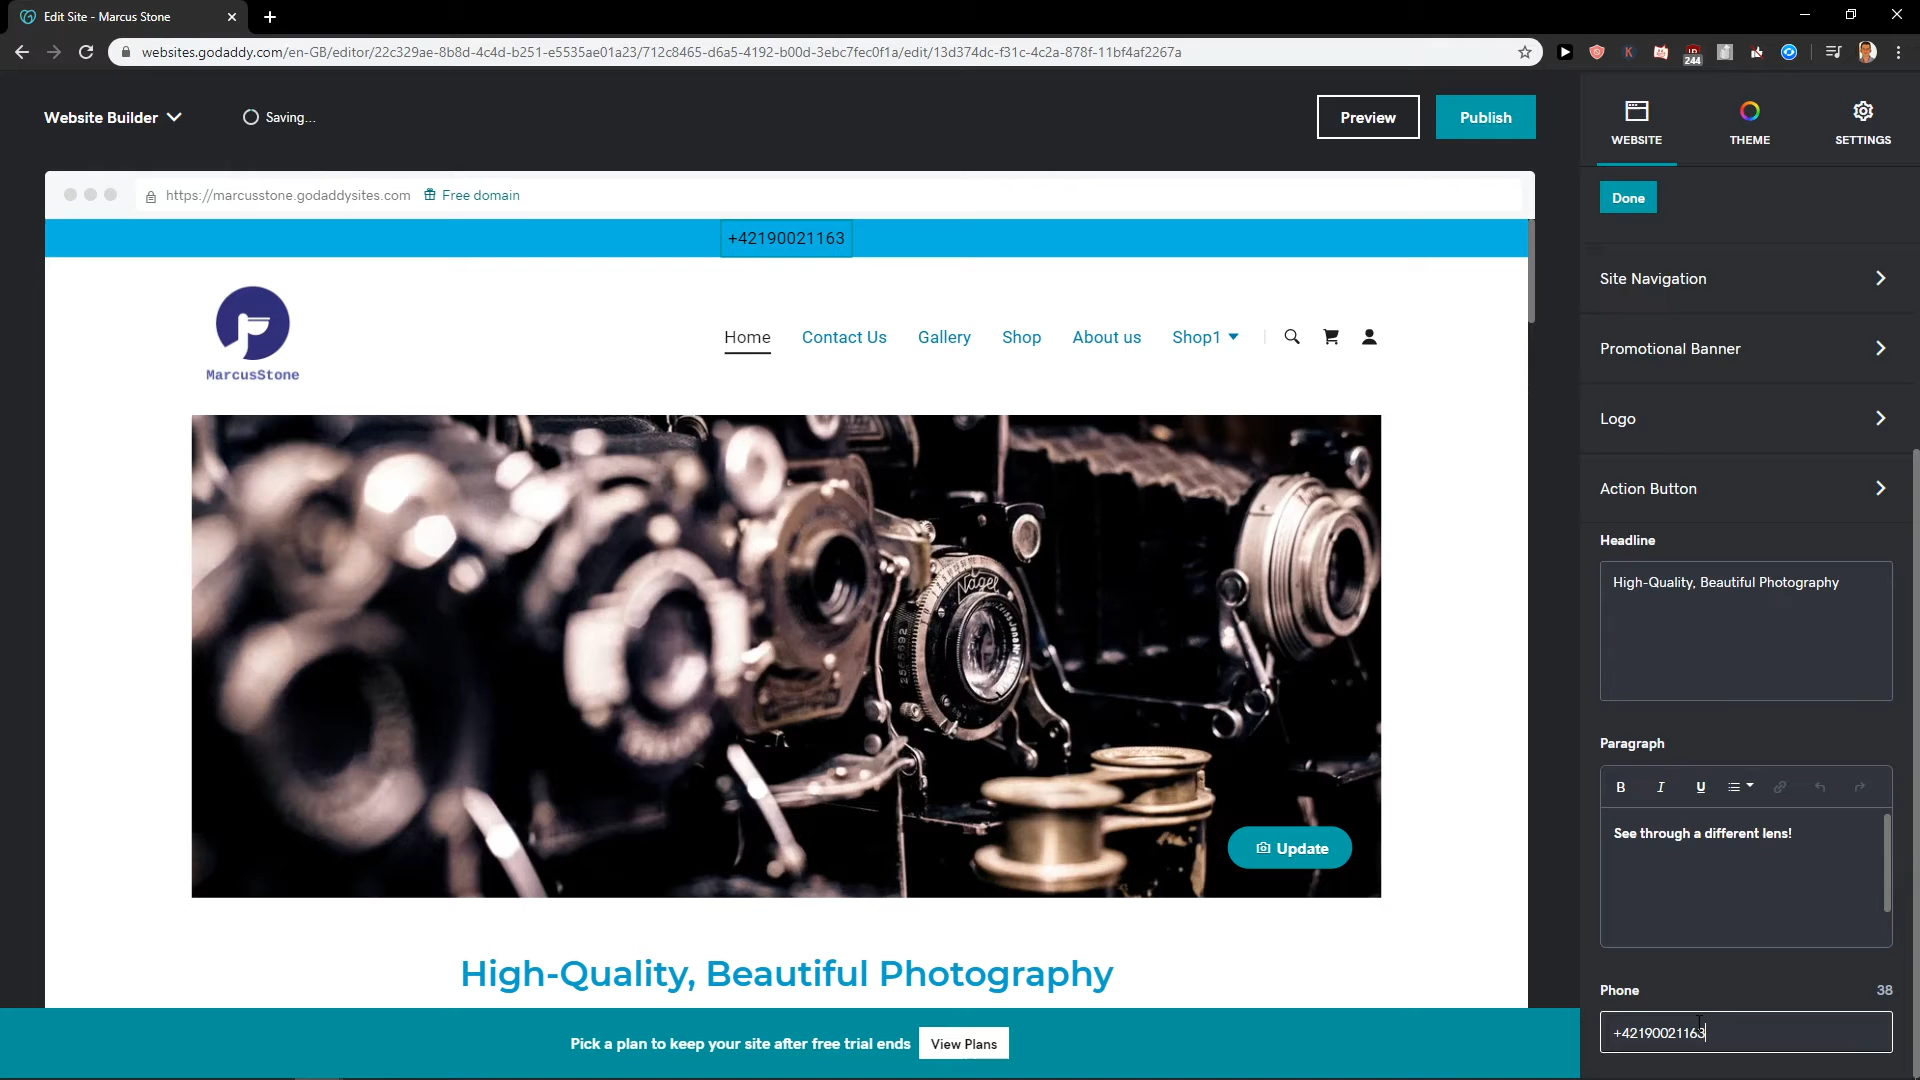 Edit Site - Marcus Stone
websites.godaddy.com/en-GB/editor/22c329ae-8b8d-4c4d-b251-e5535ae01a23/712c8465-d6a5-4192-b00d-3ebc7fec0f1a/edit/13d374dc-f31c-4c2a-878f-11bf4af2267a
244
Website Builder
Saving...
Preview
Publish
WEBSITE
THEME
SETTINGS
https://marcusstone.godaddysites.com
Free domain
Done
+42190021163
Site Navigation
Home
Contact Us
Gallery
Shop
About us
Shop1
MarcusStone
Promotional Banner
Logo
Action Button
Headline
High-Quality, Beautiful Photography
Nagel
Paragraph
B I U
See through a different lens!
Update
High-Quality, Beautiful Photography
Phone
38
+42190021163
Pick a plan to keep your site after free trial ends
View Plans